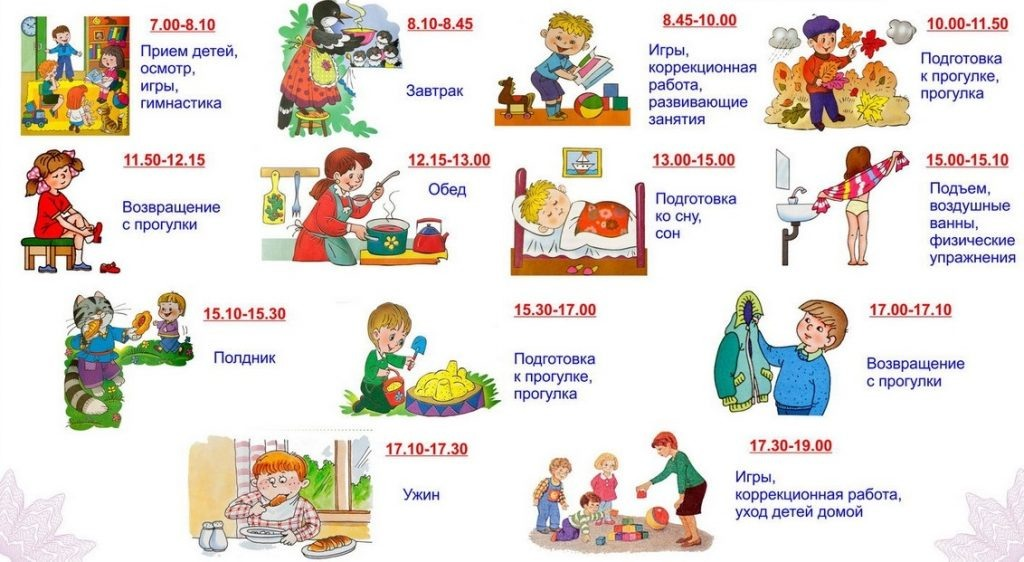 7.00-8.10
Прием детей,
осмотр,
игры,
гимнастика
8.10-8.45
Завтрак
8.45-10.00
Игры,
коррекционная
работа,
развивающие
занятия
10.00-11.50
Подготовка
к прогулке,
прогулка
11.50-12.15
Возвращение
с прогулки
12.15-13.00
Обед
13.00-15.00
Подготовка
ко сну,
сон
15.00-15.10
Подъем,
воздушные
ванны,
физические
упражнения
15.10-15.30
Полдник
15.30-17.00
Подготовка
к прогулке,
прогулка
17.00-17.10
Возвращение
с прогулки
17.10-17.30
Ужин
17.30-19.00
Игры,
коррекционная работа,
уход детей домой